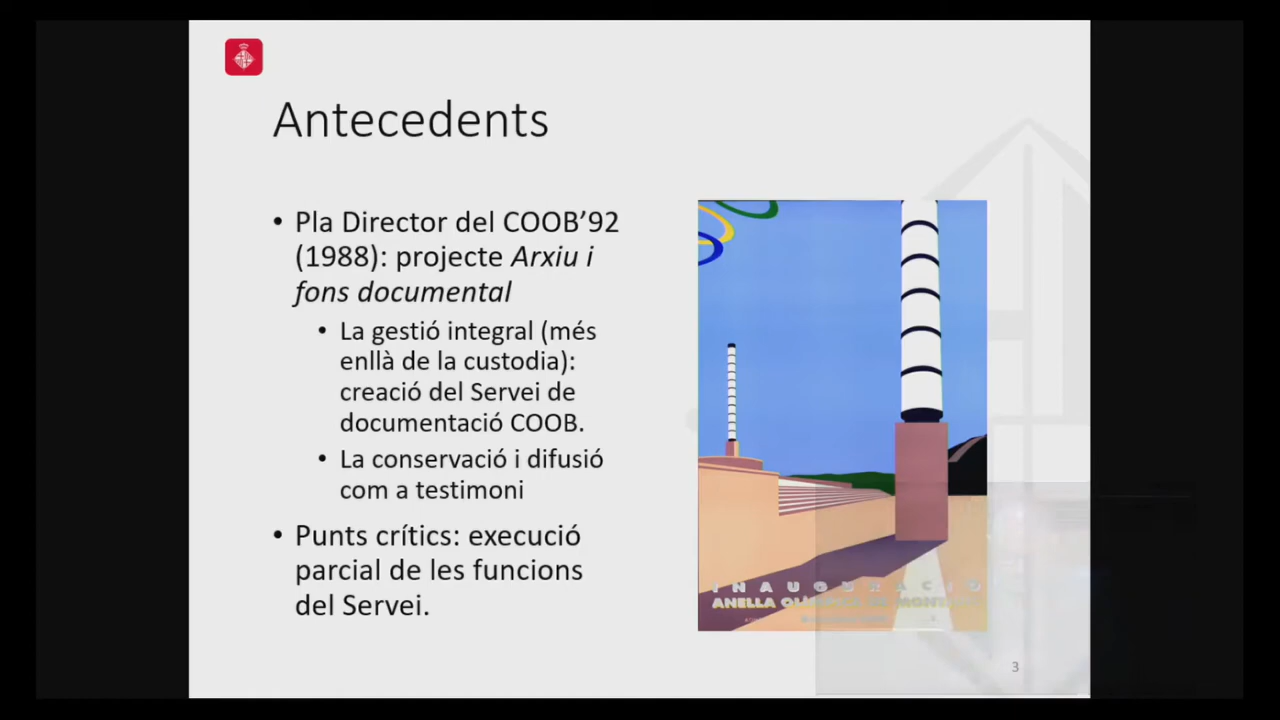 Antecedents
• Pla Director del COOB’92
(1988): projecte Arxiu i
fons documental
• La gestió integral (més
enllà de la custodia):
creació del Servei de
documentació COOB.
• La conservació i difusió
com a testimoni
• Punts crítics: execució
parcial de les funcions
del Servei.
INAUGURACIÓ
ANELLA
3